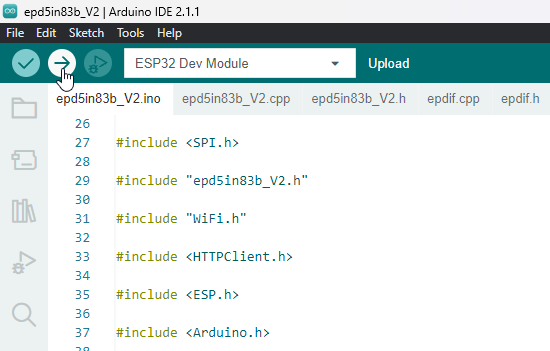 epd5in83b_V2 | Arduino IDE 2.1.1
File Edit Sketch Tools Help
ESP32 Dev Module Upload
epd5in83b_V2.ino epd5in83b_V2.cpp epd5in83b_V2.h epdif.cpp epdif.h
26
27 #include <SPI.h>
28
29 #include "epd5in83b_V2.h"
30
31 #include "WiFi.h"
32
33 #include <HTTPClient.h>
34
35 #include <ESP.h>
36
37 #include <Arduino.h>
38